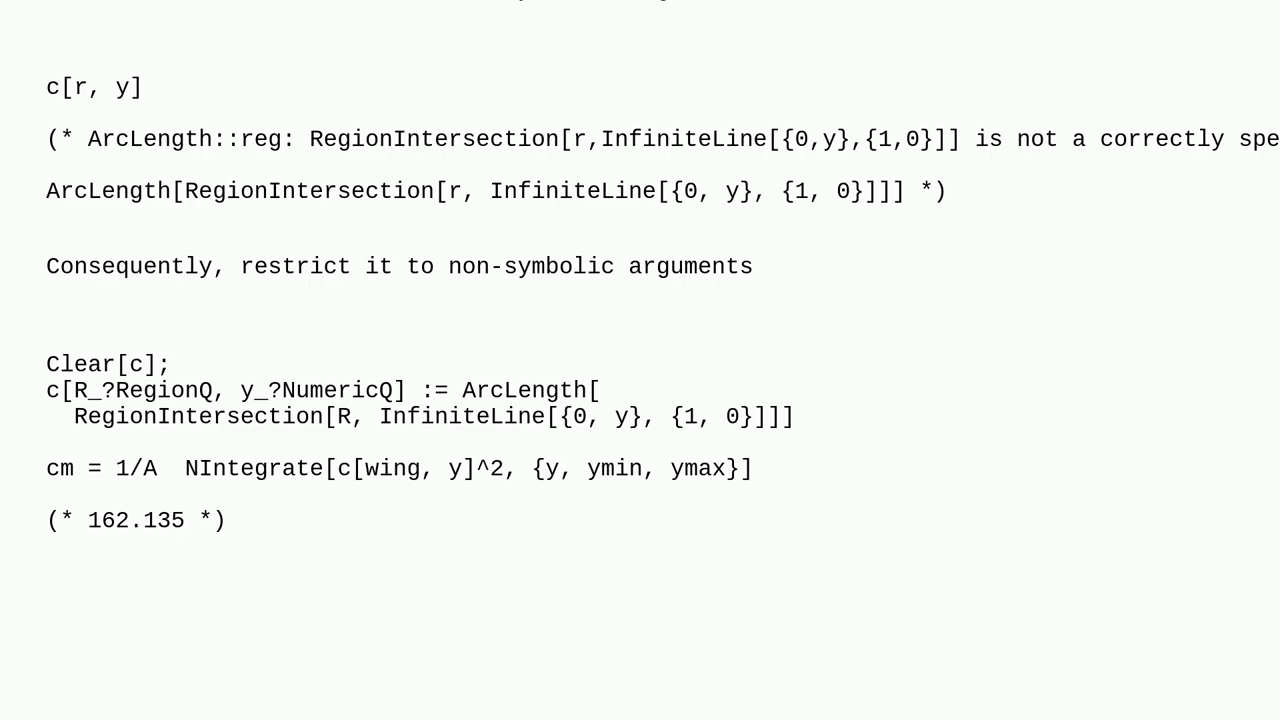 c[r, y]
(* ArcLength::reg: RegionIntersection[r,InfiniteLine[{0,y},{1,0}]] is not a correctly
ArcLength[RegionIntersection[r, InfiniteLine[{0, y}, {1, 0}]]] *)
Consequently, restrict it to non-symbolic arguments
Clear[c];
c[R_?RegionQ, y_?NumericQ] := ArcLength[
  RegionIntersection[R, InfiniteLine[{0, y}, {1, 0}]]]
cm = 1/A  NIntegrate[c[wing, y]^2, {y, ymin, ymax}]
(* 162.135 *)